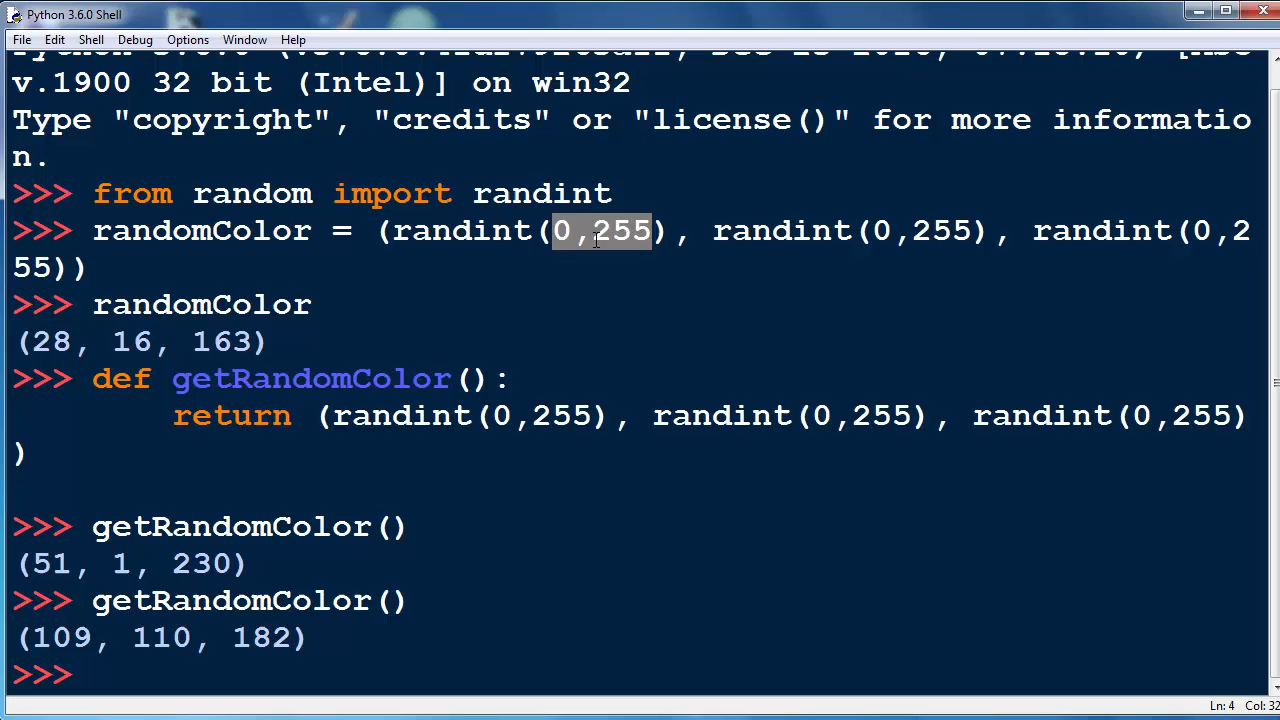 Python 3.6.0 Shell
File Edit Shell Debug Options Window Help
v.1900 32 bit (Intel)] on win32
Type "copyright", "credits" or "license()" for more informatio
n.
>>> from random import randint
>>> randomColor = (randint(0,255), randint(0,255), randint(0,2
55))
>>> randomColor
(28, 16, 163)
>>> def getRandomColor():
return (randint(0,255), randint(0,255), randint(0,255)
)
>>> getRandomColor()
(51, 1, 230)
>>> getRandomColor()
(109, 110, 182)
>>>
Ln: 4 Col: 32